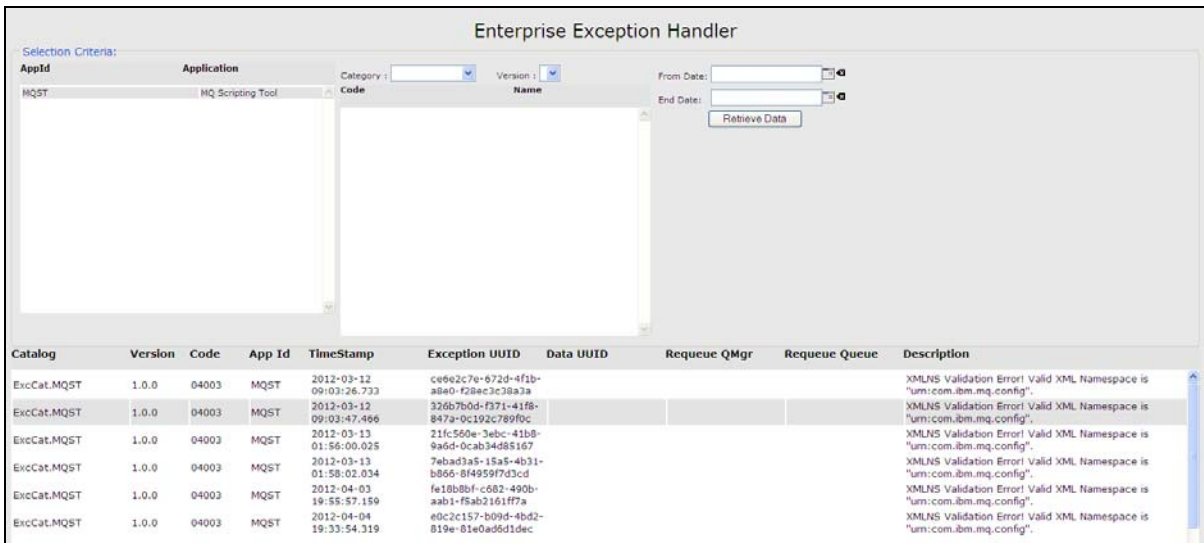 Enterprise Exception Handler
Selection Criteria:
AppId Application
MQST MQ Scripting Tool
Category : Version :
Code Name
From Date:
End Date:
Retrieve Data
Catalog Version Code App Id TimeStamp Exception UUID Data UUID Requeue QMgr Requeue Queue Description
ExcCat.MQST 1.0.0 04003 MQST 2012-03-12 ce6e2c7e-672d-4f1b- XMLNS Validation Error! Valid XML Namespace is
09:03:26.733 a8e0-f28ec3c38a3a "urn:com.ibm.mq.config".
ExcCat.MQST 1.0.0 04003 MQST 2012-03-12 326b7b0d-f371-41f8- XMLNS Validation Error! Valid XML Namespace is
09:03:47.466 847a-0c192c789f0c "urn:com.ibm.mq.config".
ExcCat.MQST 1.0.0 04003 MQST 2012-03-13 21fc560e-3ebc-41b8- XMLNS Validation Error! Valid XML Namespace is
01:56:00.025 9a6d-0cab34d85167 "urn:com.ibm.mq.config".
ExcCat.MQST 1.0.0 04003 MQST 2012-03-13 7ebad3a5-15a5-4b31- XMLNS Validation Error! Valid XML Namespace is
01:58:02.034 b866-8f4959f7d3cd "urn:com.ibm.mq.config".
ExcCat.MQST 1.0.0 04003 MQST 2012-04-03 fe18b8bf-c682-490b- XMLNS Validation Error! Valid XML Namespace is
19:55:57.159 aab1-f5ab2161ff7a "urn:com.ibm.mq.config".
ExcCat.MQST 1.0.0 04003 MQST 2012-04-04 e0c2c157-b09d-4bd2- XMLNS Validation Error! Valid XML Namespace is
19:33:54.319 819e-81e0ad6d1dec "urn:com.ibm.mq.config".